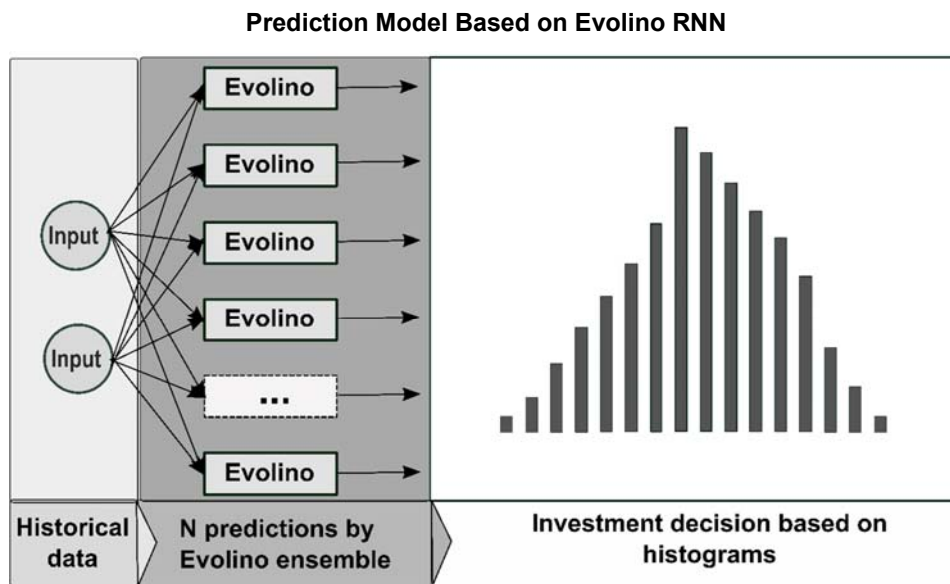 Prediction Model Based on Evolino RNN
Evolino
Evolino
Input
Evolino
Evolino
Input
...
Evolino
Historical
data
N predictions by
Evolino ensemble
Investment decision based on
histograms